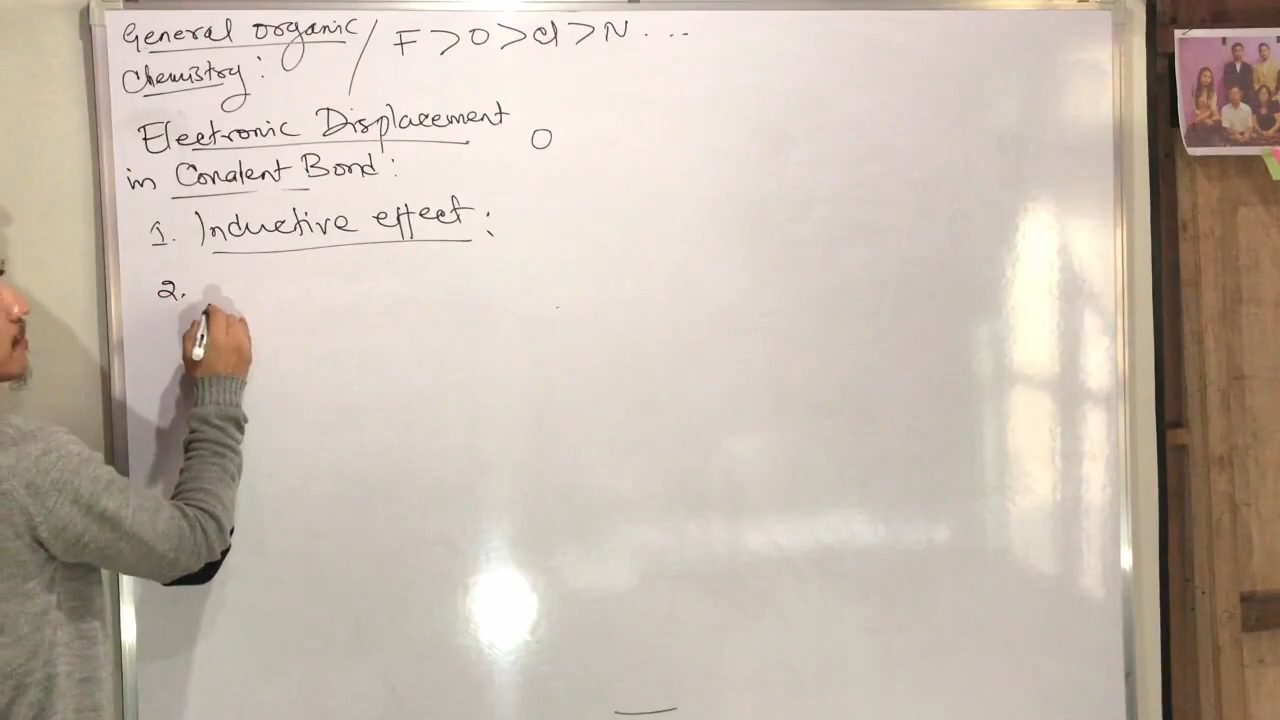 General organic
Chemistry:
F > O > Cl > N ...
Electronic Displacement
in Covalent Bond:
O
1. Inductive effect:
2.